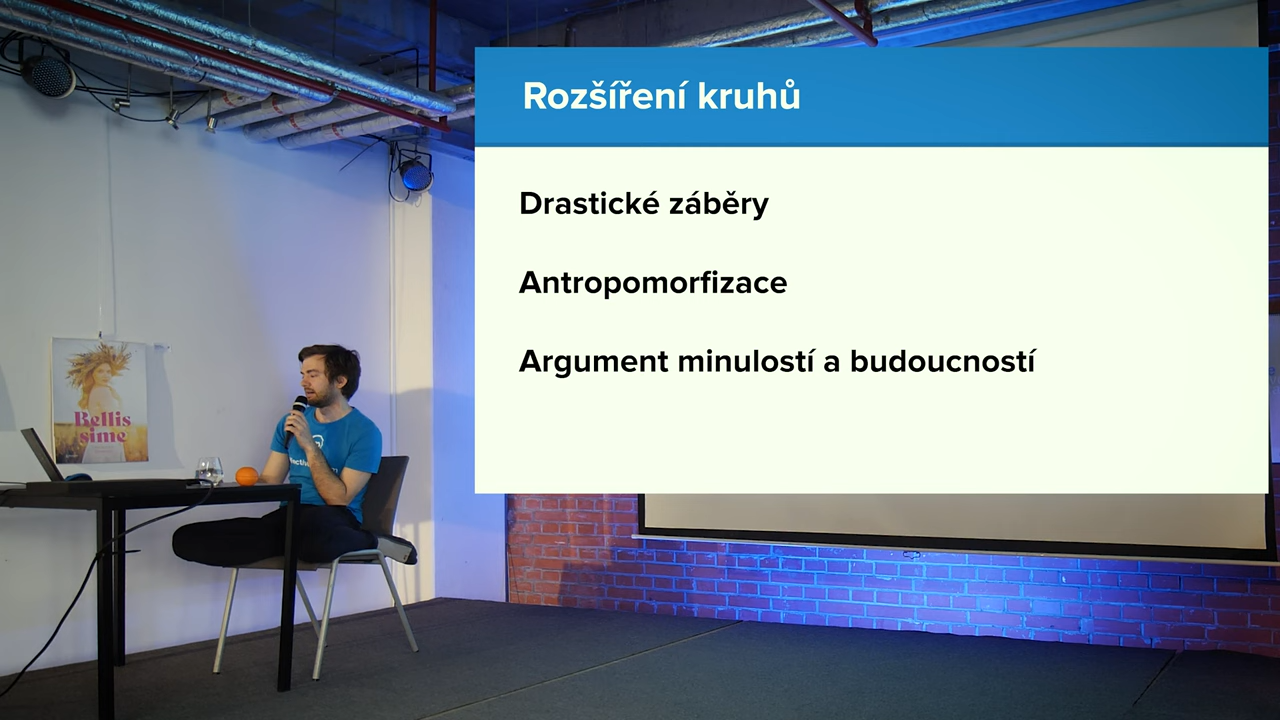 Rozšíření kruhů
Drastické záběry
Antropomorfizace
Argument minulostí a budoucností
Bellis
sime